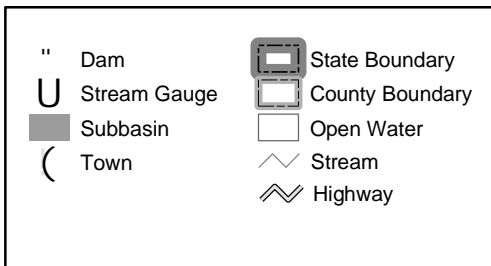 " Dam
U Stream Gauge
Subbasin
( Town
State Boundary
County Boundary
Open Water
Stream
Highway